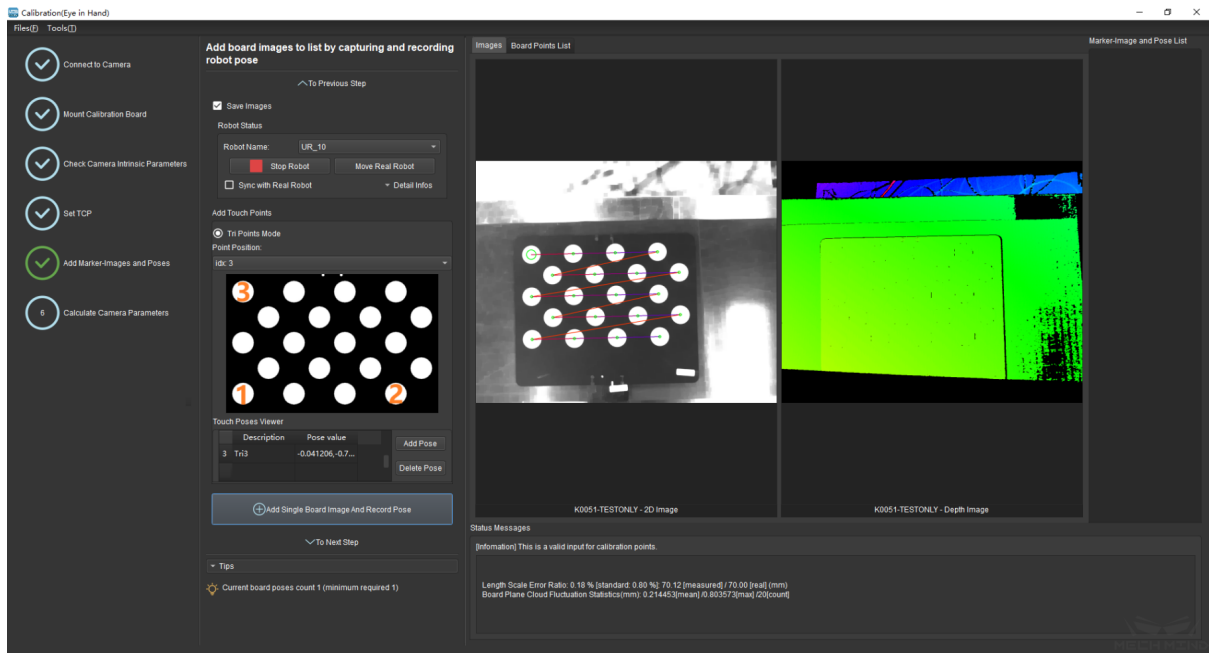 Calibration(Eye in Hand)
Files(F) Tools(T)
Connect to Camera
Mount Calibration Board
Check Camera Intrinsic Parameters
Set TCP
Add Marker-Images and Poses
6 Calculate Camera Parameters
Add board images to list by capturing and recording
robot pose
To Previous Step
Save Images
Robot Status
Robot Name: UR_10
Stop Robot Move Real Robot
Sync with Real Robot Detail Infos
Add Touch Points
Tri Points Mode
Point Position:
idx: 3
3
1 2
Touch Poses Viewer
Description Pose value
3 Tri3 -0.041206,-0.7...
Add Pose
Delete Pose
Add Single Board Image And Record Pose
To Next Step
Tips
Current board poses count 1 (minimum required 1)
Images Board Points List
K0051-TESTONLY - 2D Image K0051-TESTONLY - Depth Image
Status Messages
[Infomation] This is a valid input for calibration points.
Length Scale Error Ratio: 0.18 % [standard: 0.80 %]: 70.12 [measured] / 70.00 [real] (mm)
Board Plane Cloud Fluctuation Statistics(mm): 0.214453[mean] /0.803573[max] /20[count]
Marker-Image and Pose List
MECH MIND